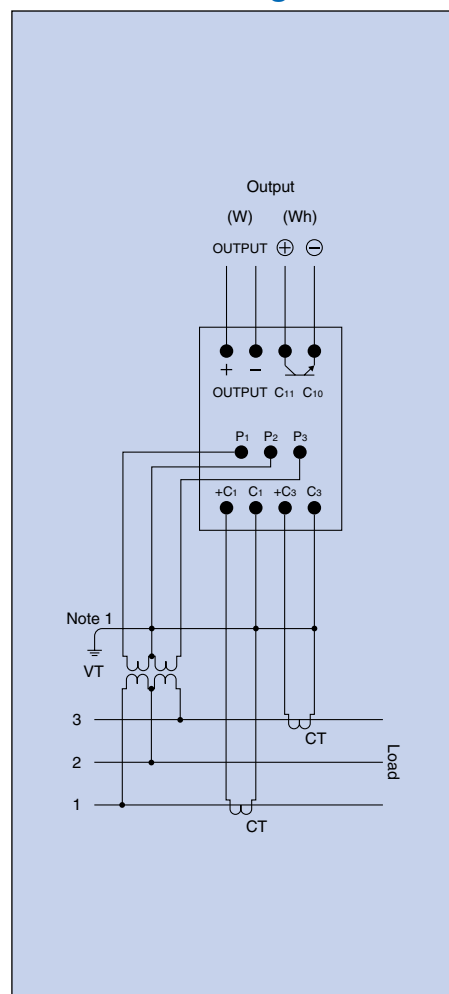 Output
(W) (Wh)
OUTPUT ⊕ ⊖
+ −
OUTPUT C11 C10
P1 P2 P3
+C1 C1 +C3 C3
Note 1
VT
3
CT
2
Load
1
CT